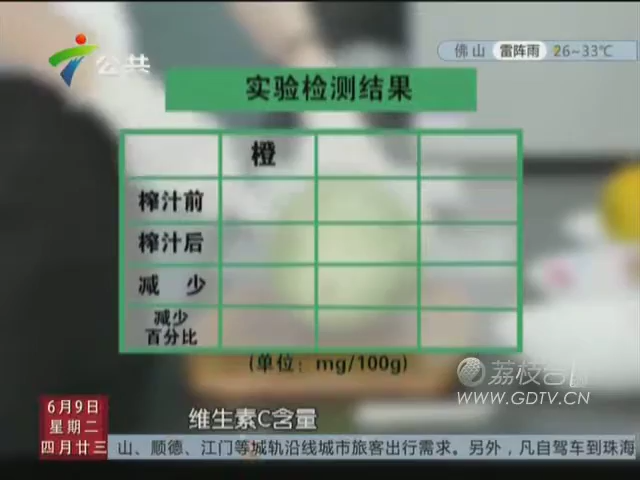 公共
佛山 雷阵雨 26~33℃
实验检测结果
橙
榨汁前
榨汁后
减 少
减少
百分比
(单位：mg/100g)
荔枝台
www.GDTV.CN
维生素C含量
6月9日
星期二
四月廿三
山、顺德、江门等城轨沿线城市旅客出行需求。另外，凡自驾车到珠海